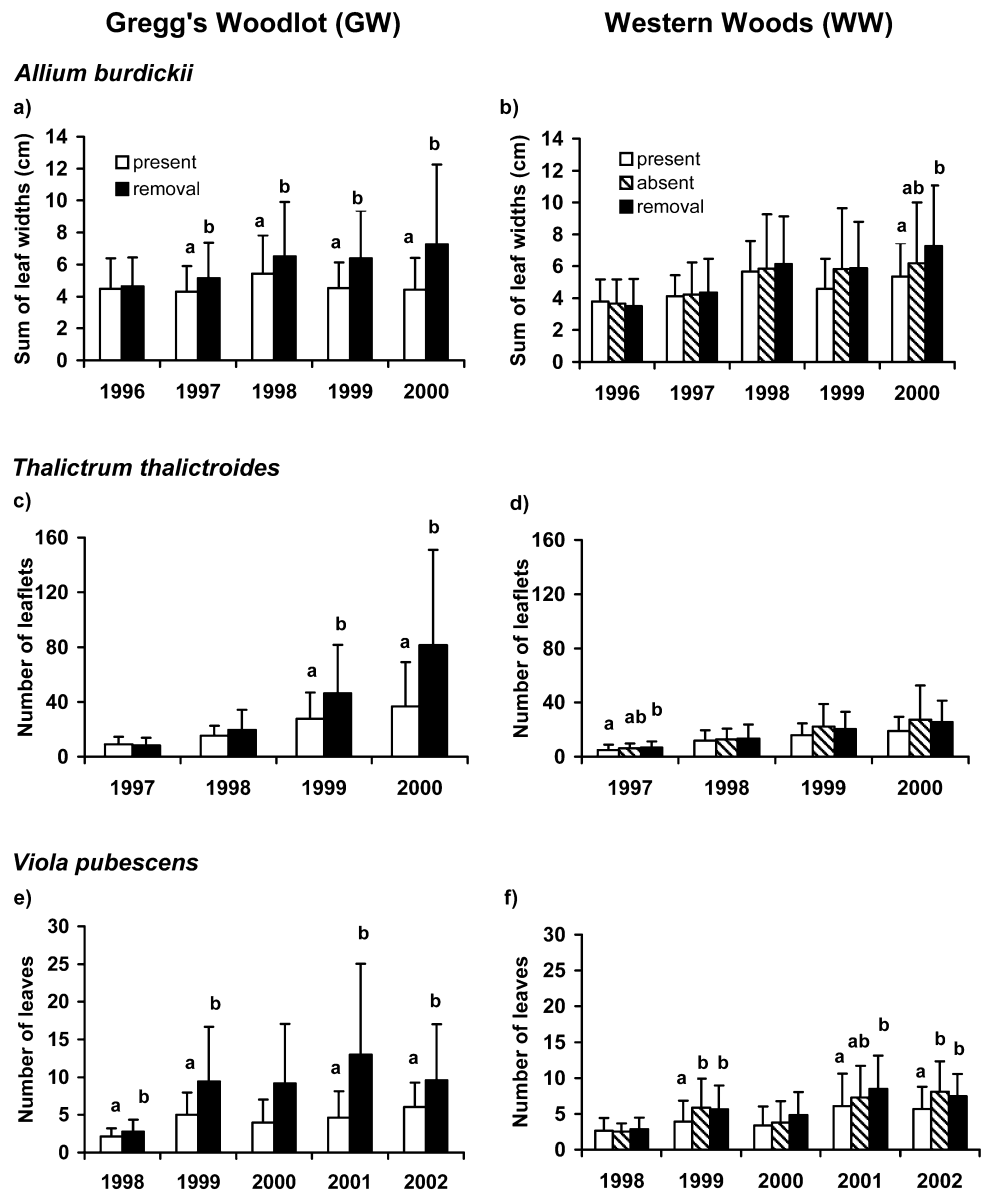 Gregg's Woodlot (GW)
Western Woods (WW)
Allium burdickii
a)
Sum of leaf widths (cm)
14
12
10
8
6
4
2
0
present
removal
a b
a b
a b
a b
1996 1997 1998 1999 2000
b)
Sum of leaf widths (cm)
14
12
10
8
6
4
2
0
present
absent
removal
a ab b
1996 1997 1998 1999 2000
Thalictrum thalictroides
c)
Number of leaflets
160
120
80
40
0
a b
a b
1997 1998 1999 2000
d)
Number of leaflets
160
120
80
40
0
a ab b
1997 1998 1999 2000
Viola pubescens
e)
Number of leaves
30
25
20
15
10
5
0
a b
a b
a b
a b
1998 1999 2000 2001 2002
f)
Number of leaves
30
25
20
15
10
5
0
a b b
a ab b
a b b
1998 1999 2000 2001 2002